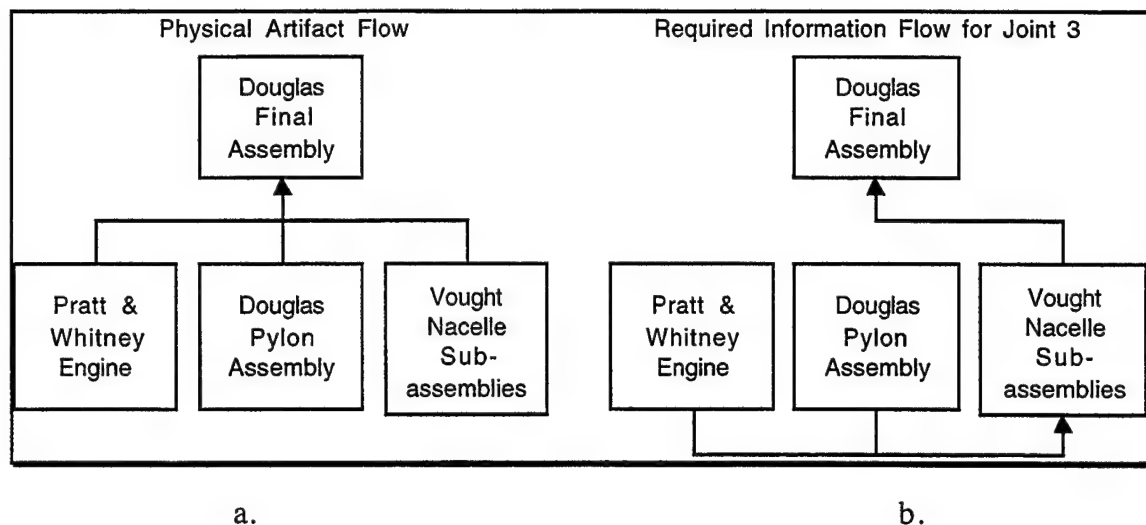 Physical Artifact Flow
Douglas
Final
Assembly
Pratt &
Whitney
Engine
Douglas
Pylon
Assembly
Vought
Nacelle
Sub-
assemblies
a.
Required Information Flow for Joint 3
Douglas
Final
Assembly
Pratt &
Whitney
Engine
Douglas
Pylon
Assembly
Vought
Nacelle
Sub-
assemblies
b.